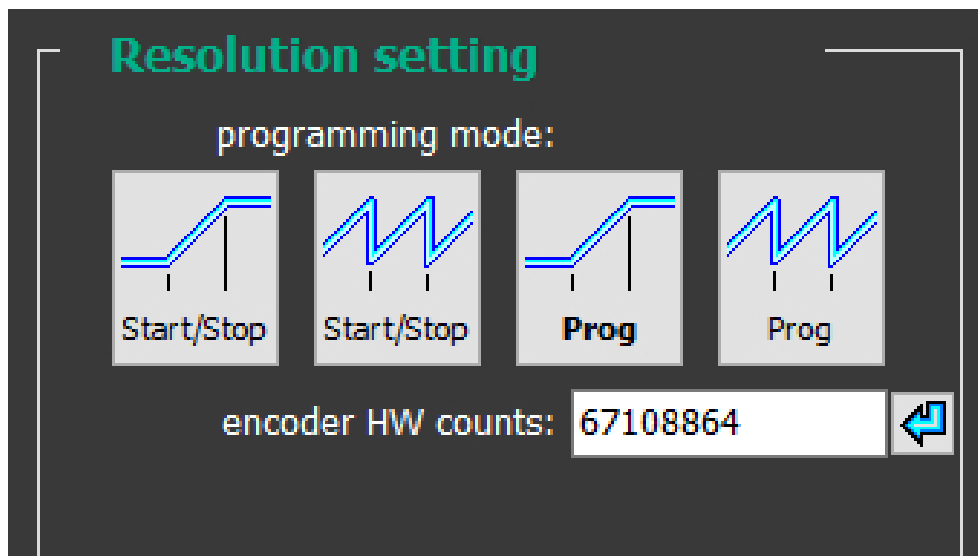 Resolution setting
programming mode:
Start/Stop Start/Stop Prog Prog
encoder HW counts: 67108864